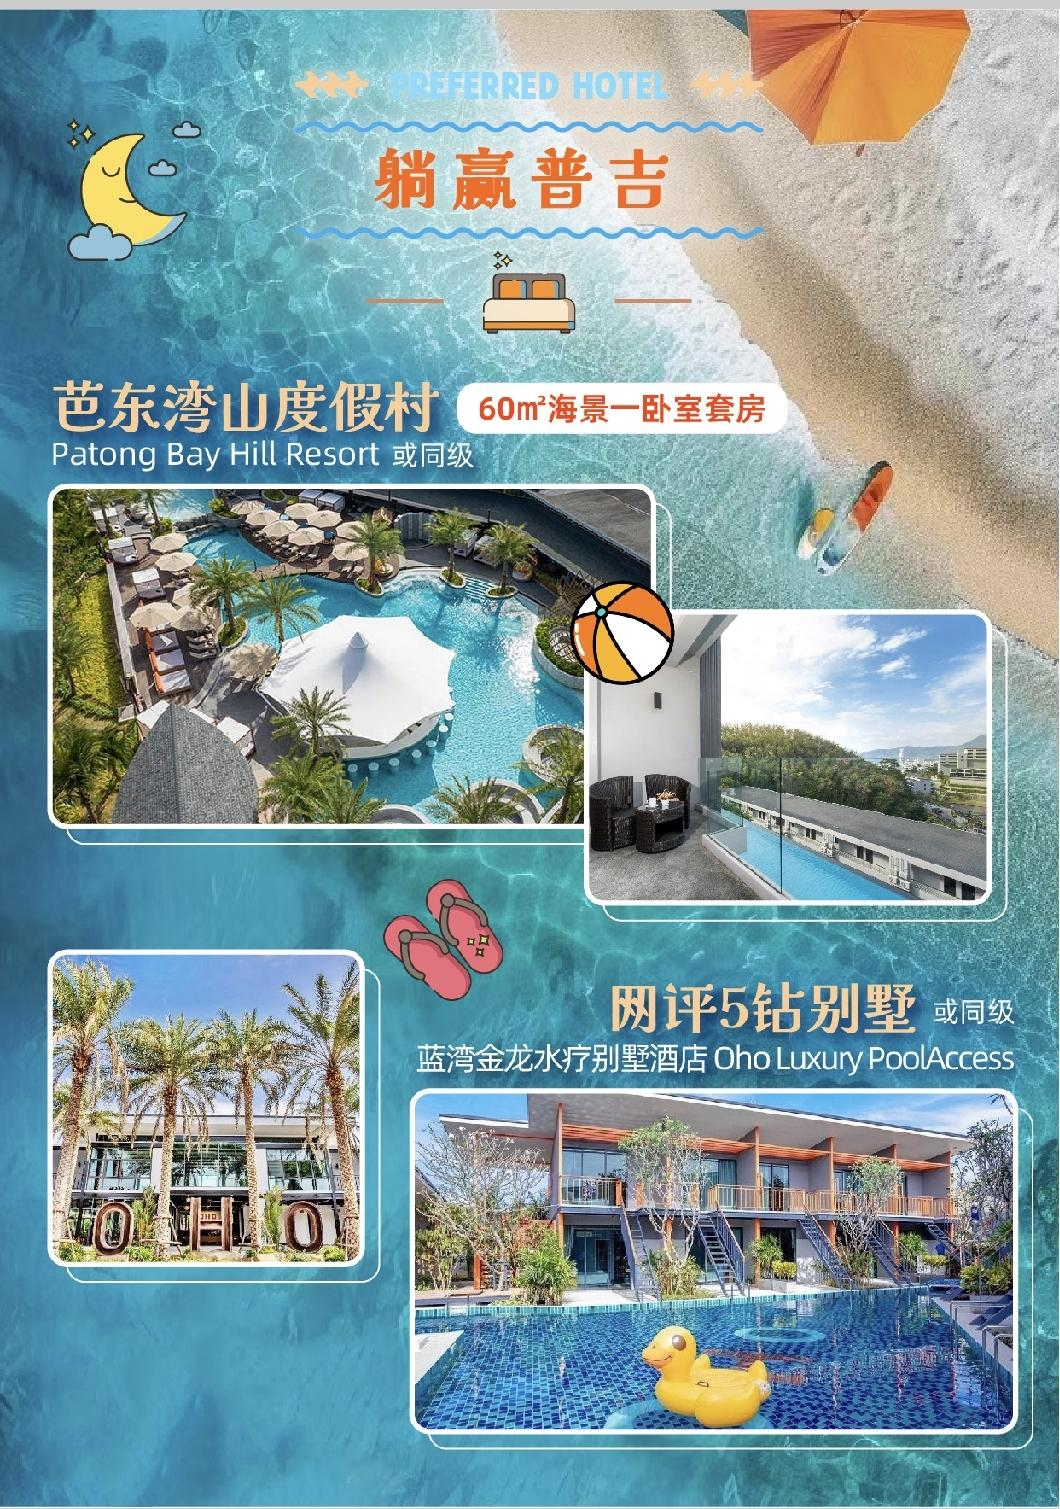 PREFERRED HOTEL
躺赢普吉
芭东湾山度假村 60㎡海景一卧室套房
Patong Bay Hill Resort 或同级
网评5钻别墅 或同级
蓝湾金龙水疗别墅酒店 Oho Luxury PoolAccess
O H O